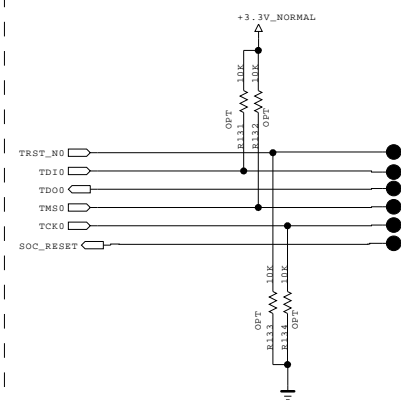 +3.3V_NORMAL
10K
10K
OPT
OPT
R131
R132
TRST_N0
TDI0
TDO0
TMS0
TCK0
SOC_RESET
10K
10K
OPT
OPT
R133
R134